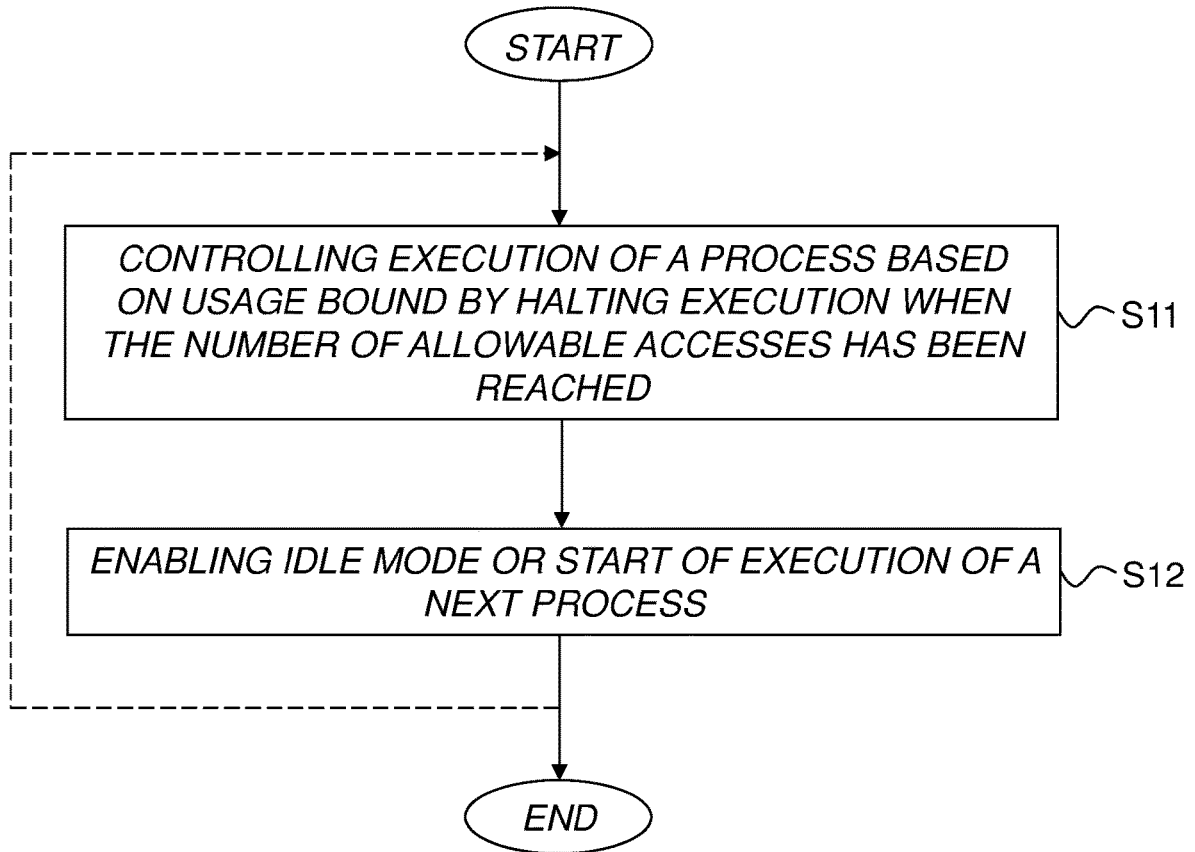 START
CONTROLLING EXECUTION OF A PROCESS BASED
ON USAGE BOUND BY HALTING EXECUTION WHEN
THE NUMBER OF ALLOWABLE ACCESSES HAS BEEN
REACHED
S11
ENABLING IDLE MODE OR START OF EXECUTION OF A
NEXT PROCESS
S12
END